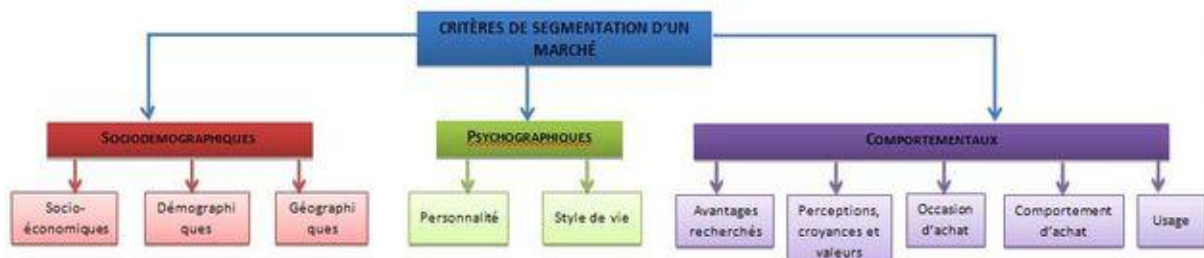 CRITÈRES DE SEGMENTATION D'UN
MARCHÉ
SOCIODEMOGRAPHIQUES
PSYCHOGRAPHIQUES
COMPORTEMENTAUX
Socio-
économiques
Démographi
ques
Géographi
ques
Personnalité
Style de vie
Avantages
recherchés
Perceptions,
croyances et
valeurs
Occasion
d'achat
Comportement
d'achat
Usage